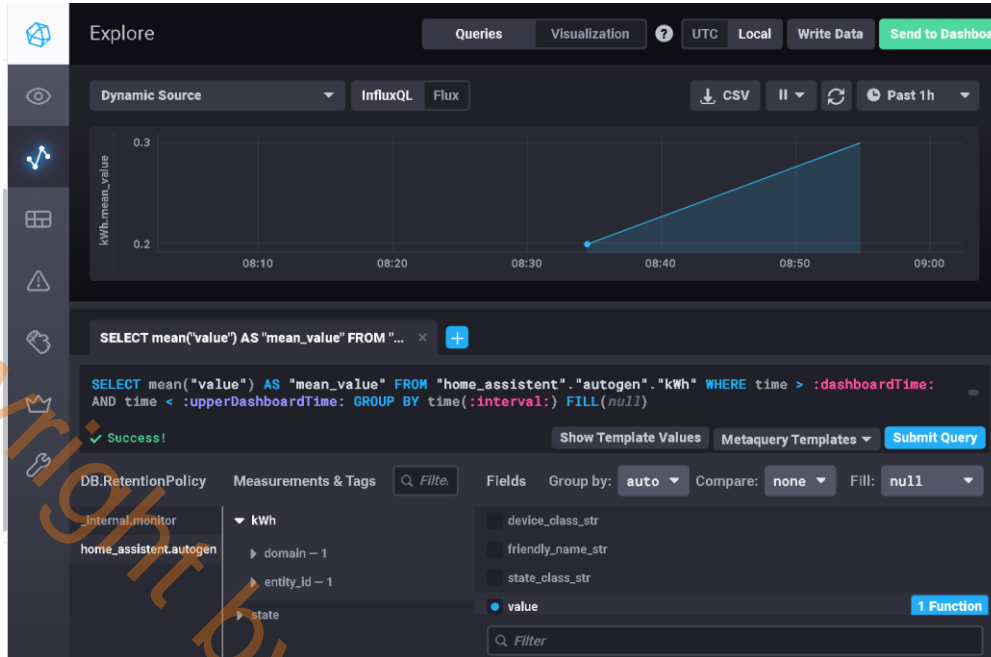 Explore
Queries
Visualization
?
UTC
Local
Write Data
Send to Dashboa
Dynamic Source
InfluxQL
Flux
CSV
Past 1h
kWh.mean_value
0.3
0.2
08:10
08:20
08:30
08:40
08:50
09:00
SELECT mean("value") AS "mean_value" FROM "...
SELECT mean("value") AS "mean_value" FROM "home_assistent"."autogen"."kWh" WHERE time > :dashboardTime:
AND time < :upperDashboardTime: GROUP BY time(:interval:) FILL(null)
Success!
Show Template Values
Metaquery Templates
Submit Query
DB.RetentionPolicy
Measurements & Tags
Filte
Fields
Group by:
auto
Compare:
none
Fill:
null
_internal.monitor
home_assistent.autogen
kWh
domain — 1
entity_id — 1
state
device_class_str
friendly_name_str
state_class_str
value
1 Function
Filter